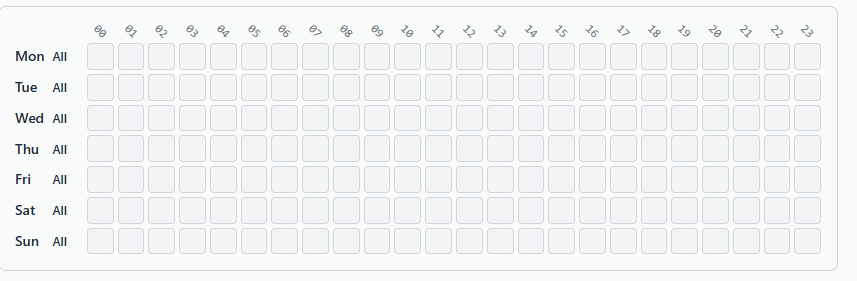 00 01 02 03 04 05 06 07 08 09 10 11 12 13 14 15 16 17 18 19 20 21 22 23
Mon All
Tue All
Wed All
Thu All
Fri All
Sat All
Sun All